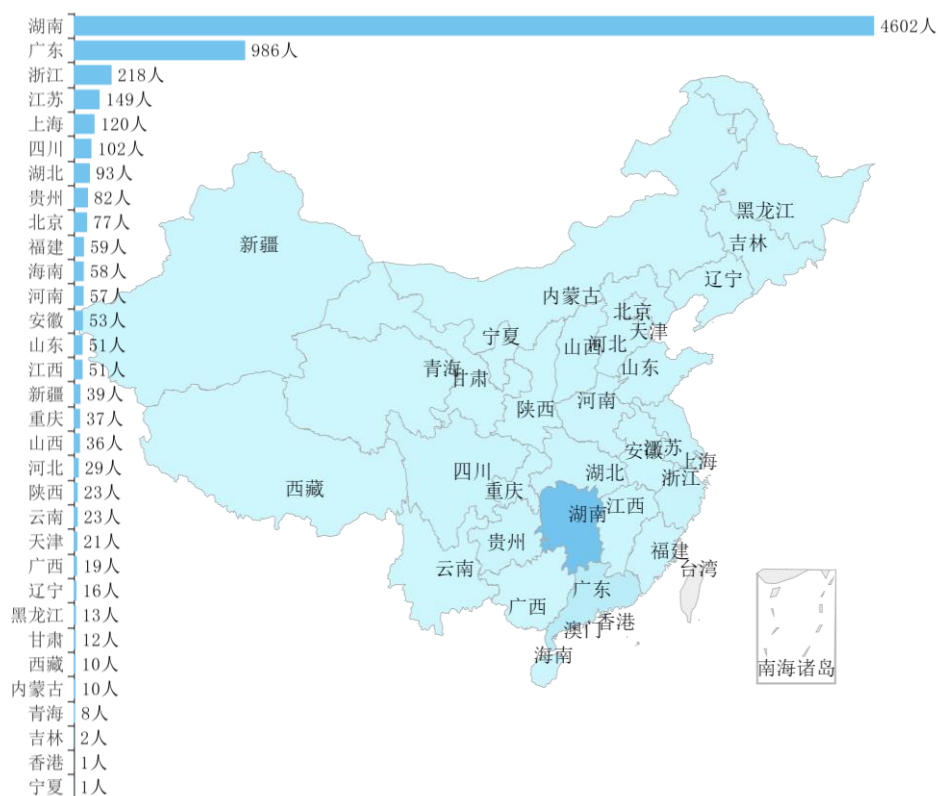 湖南 4602人
广东 986人
浙江 218人
江苏 149人
上海 120人
四川 102人
湖北 93人
贵州 82人
北京 77人
福建 59人
海南 58人
河南 57人
安徽 53人
山东 51人
江西 51人
新疆 39人
重庆 37人
山西 36人
河北 29人
陕西 23人
云南 23人
天津 21人
广西 19人
辽宁 16人
黑龙江 13人
甘肃 12人
西藏 10人
内蒙古 10人
青海 8人
吉林 2人
香港 1人
宁夏 1人
黑龙江
新疆
吉林
辽宁
内蒙古
北京
天津
宁夏
山西
河北
青海
甘肃
山东
陕西
河南
安徽
江苏
上海
四川
湖北
浙江
西藏
重庆
湖南
江西
贵州
福建
云南
台湾
广东
广西
香港
澳门
海南
南海诸岛